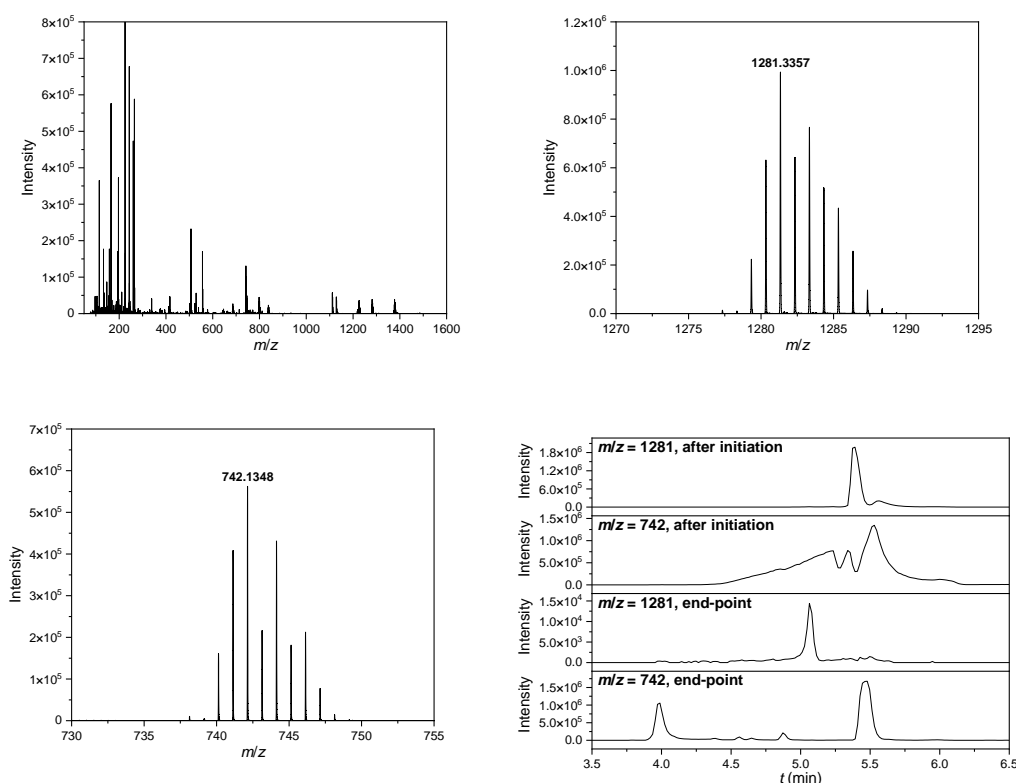 8×10⁵
7×10⁵
6×10⁵
5×10⁵
4×10⁵
3×10⁵
2×10⁵
1×10⁵
0
Intensity
200 400 600 800 1000 1200 1400 1600
m/z
1.2×10⁶
1.0×10⁶
8.0×10⁵
6.0×10⁵
4.0×10⁵
2.0×10⁵
0.0
Intensity
1281.3357
1270 1275 1280 1285 1290 1295
m/z
7×10⁵
6×10⁵
5×10⁵
4×10⁵
3×10⁵
2×10⁵
1×10⁵
0
Intensity
742.1348
730 735 740 745 750 755
m/z
m/z = 1281, after initiation
1.8×10⁶
1.2×10⁶
6.0×10⁵
0.0
Intensity
m/z = 742, after initiation
1.5×10⁶
1.0×10⁶
5.0×10⁵
0.0
Intensity
m/z = 1281, end-point
1.5×10⁴
1.0×10⁴
5.0×10³
0.0
Intensity
m/z = 742, end-point
1.5×10⁶
1.0×10⁶
5.0×10⁵
0.0
Intensity
3.5 4.0 4.5 5.0 5.5 6.0 6.5
t (min)